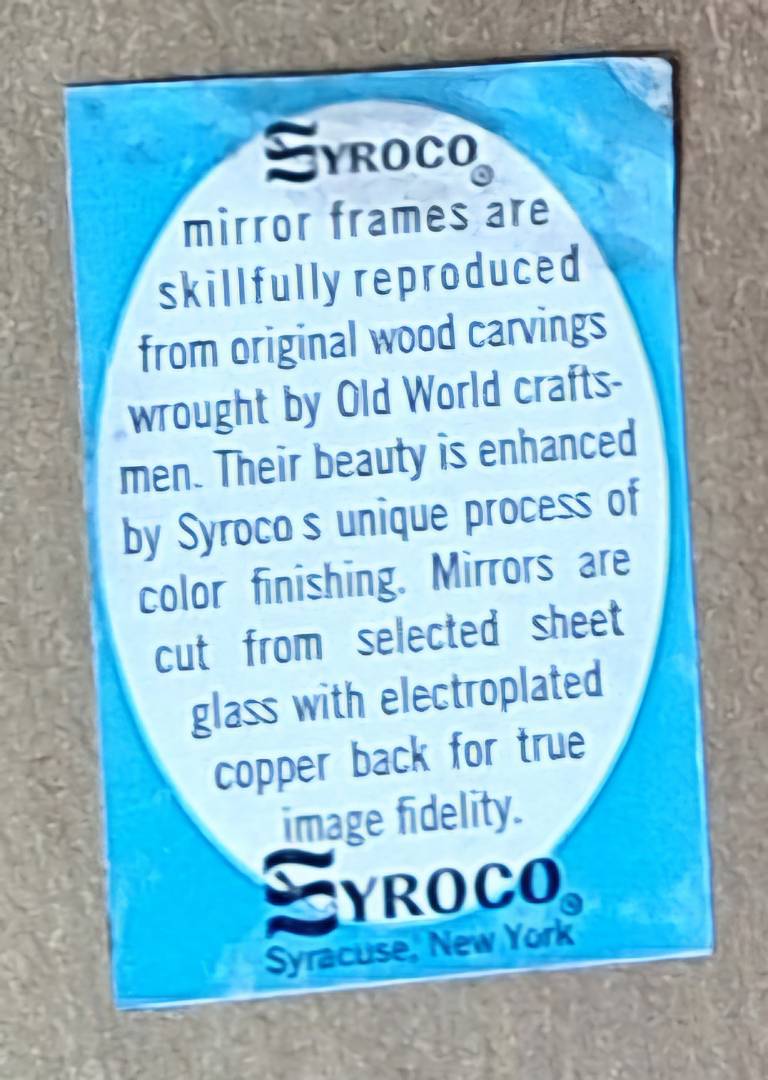 SYROCO®
mirror frames are
skillfully reproduced
from original wood carvings
wrought by Old World crafts-
men. Their beauty is enhanced
by Syroco s unique process of
color finishing. Mirrors are
cut from selected sheet
glass with electroplated
copper back for true
image fidelity.
SYROCO®
Syracuse, New York